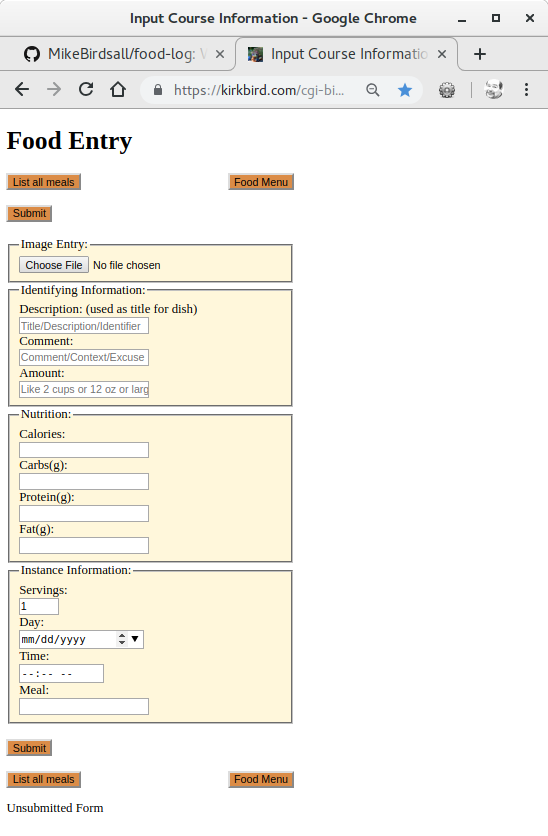 Input Course Information - Google Chrome
MikeBirdsall/food-log: W
Input Course Informatio
https://kirkbird.com/cgi-bi...
Food Entry
List all meals Food Menu
Submit
Image Entry:
Choose File No file chosen
Identifying Information:
Description: (used as title for dish)
Title/Description/Identifier
Comment:
Comment/Context/Excuse
Amount:
Like 2 cups or 12 oz or larg
Nutrition:
Calories:
Carbs(g):
Protein(g):
Fat(g):
Instance Information:
Servings:
1
Day:
mm/dd/yyyy
Time:
--:-- --
Meal:
Submit
List all meals Food Menu
Unsubmitted Form